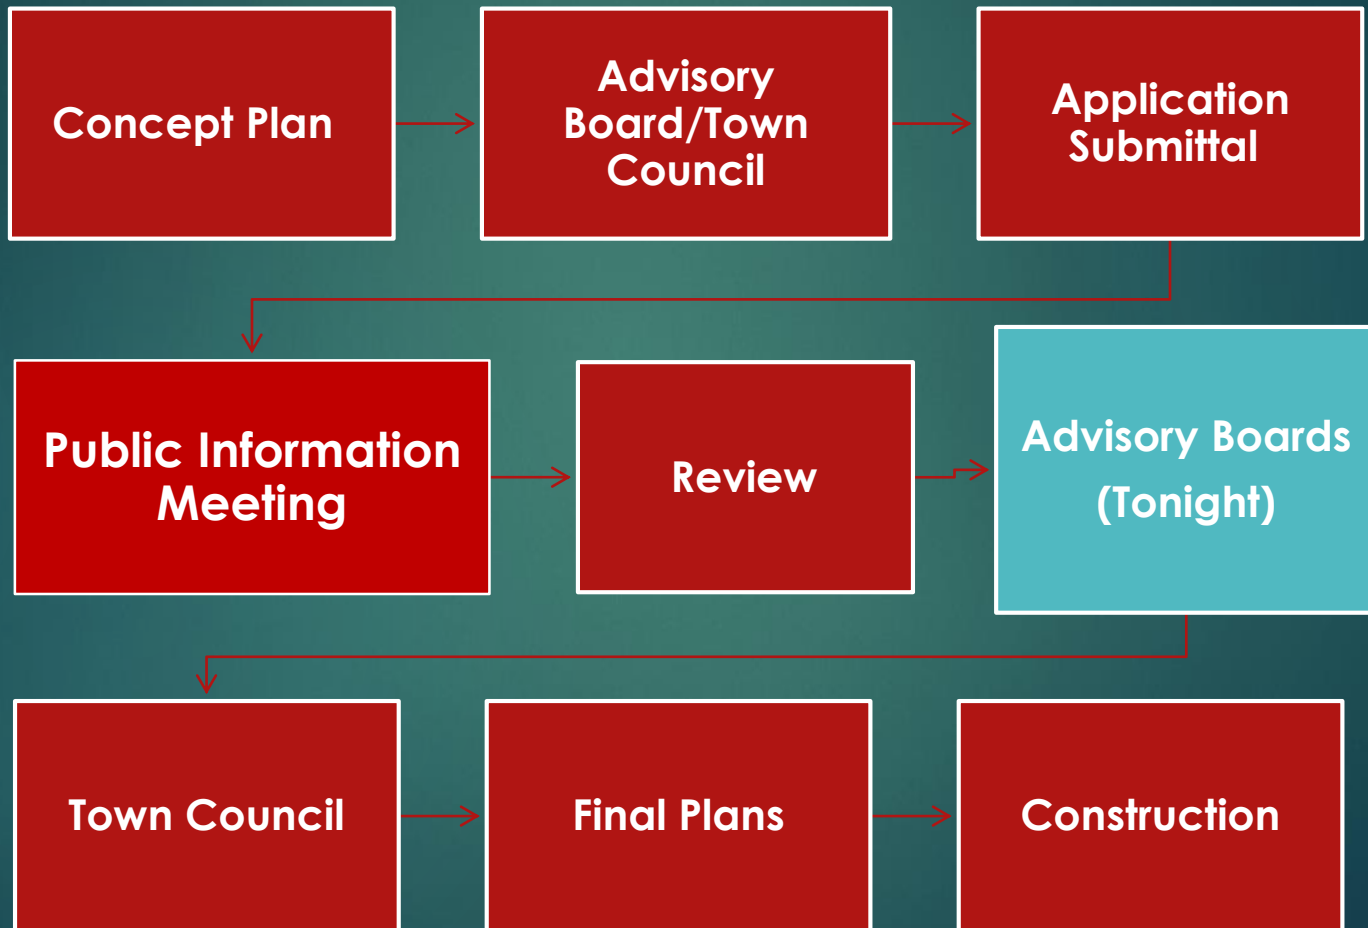 Concept Plan
Advisory
Board/Town
Council
Application
Submittal
Public Information
Meeting
Review
Advisory Boards
(Tonight)
Town Council
Final Plans
Construction